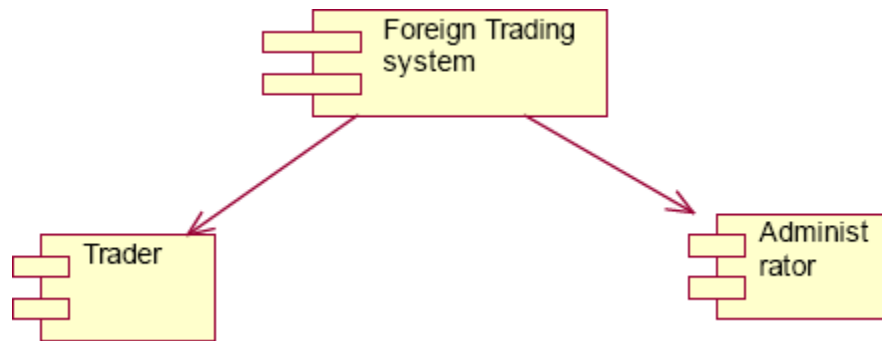 Foreign Trading
system
Trader
Administ
rator